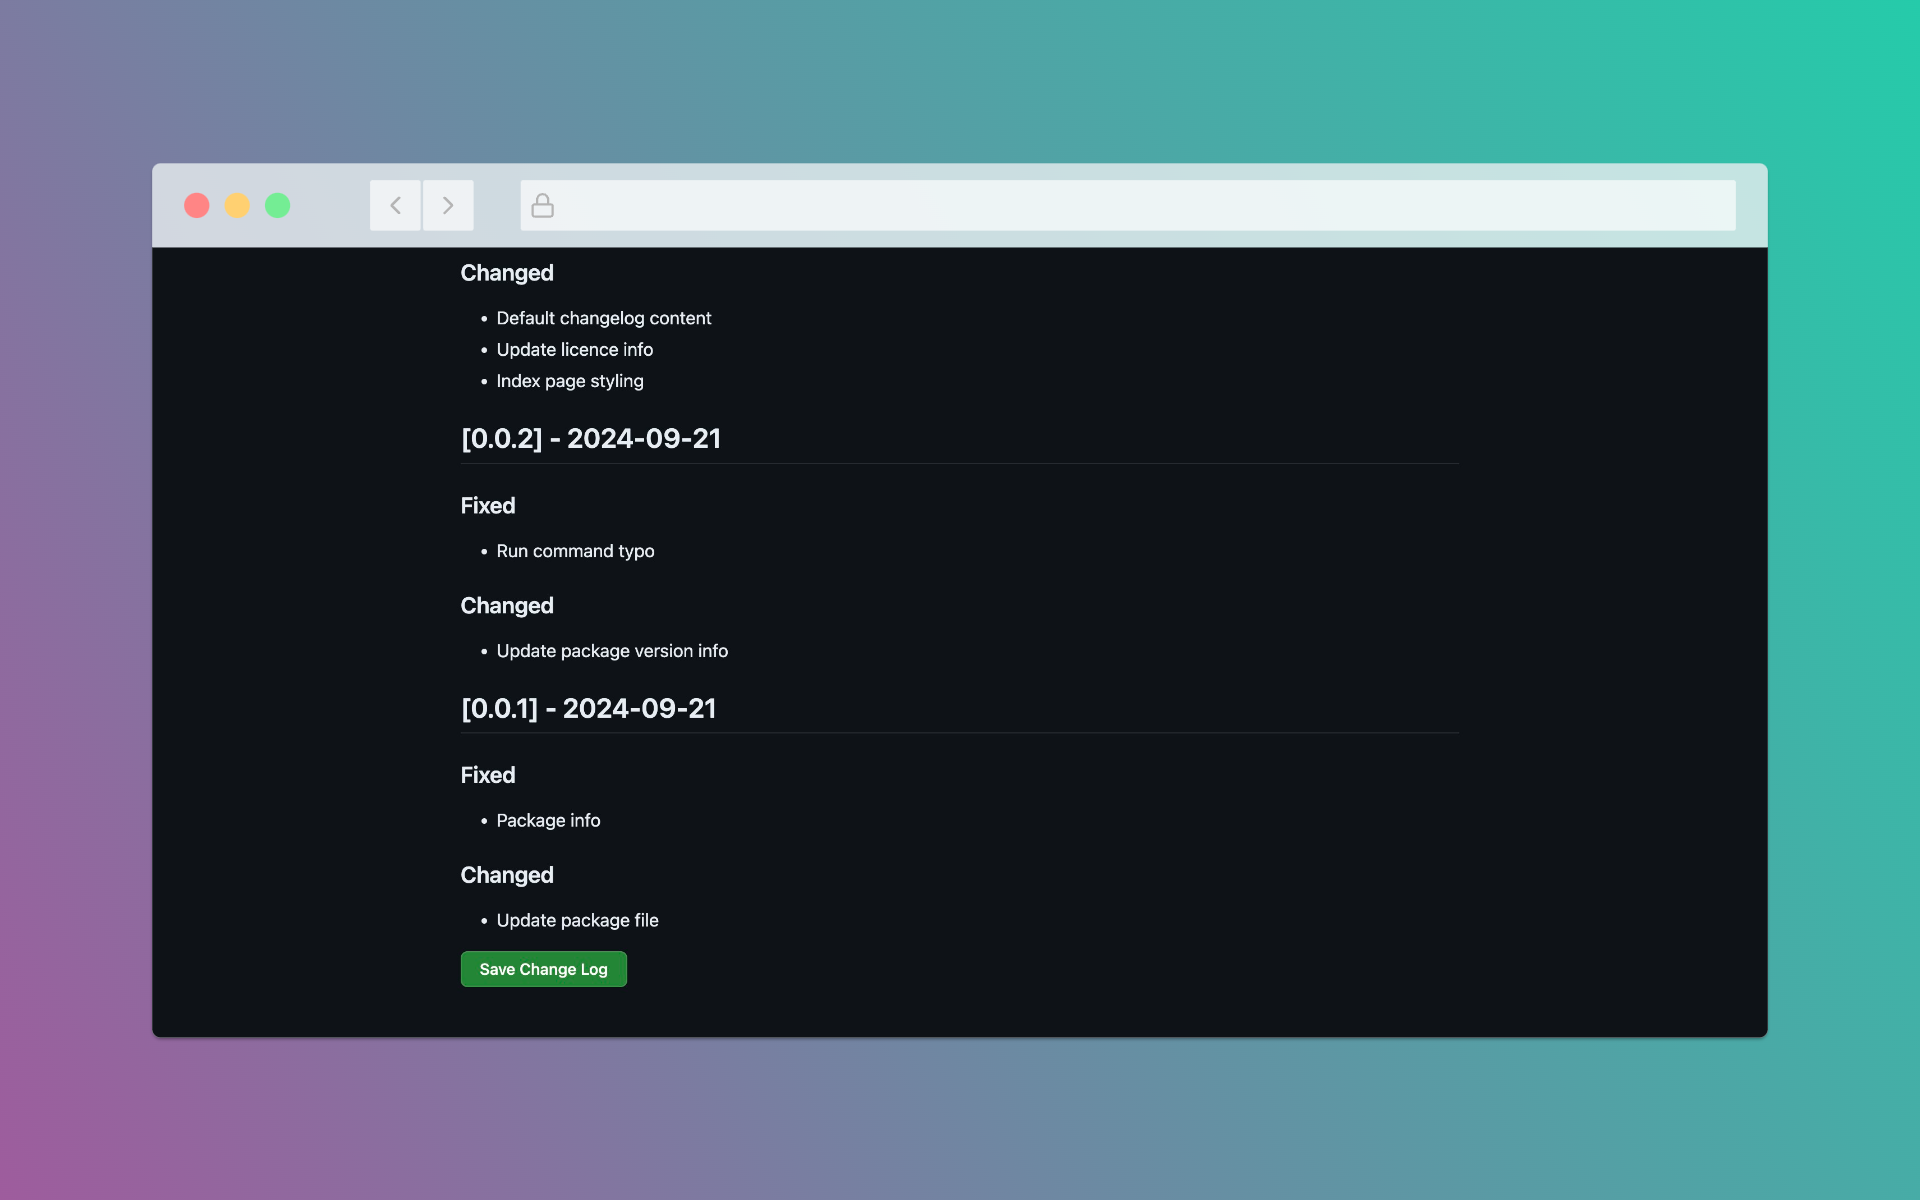 Changed
• Default changelog content
• Update licence info
• Index page styling
[0.0.2] - 2024-09-21
Fixed
• Run command typo
Changed
• Update package version info
[0.0.1] - 2024-09-21
Fixed
• Package info
Changed
• Update package file
Save Change Log